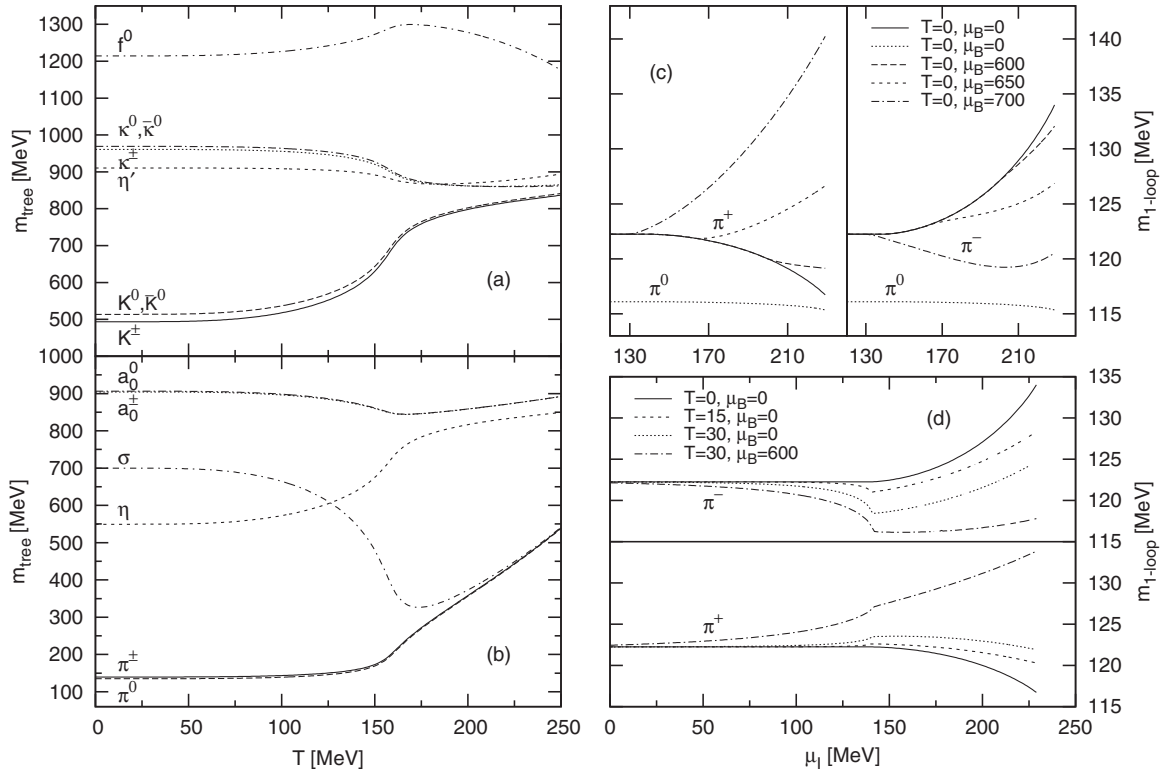 1300
1200
1100
1000
900
800
700
600
500
m_tree [MeV]
f⁰
κ⁰,κ̄⁰
κ^±
η′
(a)
K⁰,K̄⁰
K^±
1000
900
800
700
600
500
400
300
200
100
m_tree [MeV]
a₀⁰
a₀^±
σ
η
π^±
π⁰
(b)
0 50 100 150 200 250
T [MeV]
(c)
π⁺
π⁰
T=0, μ_B=0
T=0, μ_B=0
T=0, μ_B=600
T=0, μ_B=650
T=0, μ_B=700
π⁻
π⁰
140
135
130
125
120
115
m_1-loop [MeV]
130 170 210 130 170 210
T=0, μ_B=0
T=15, μ_B=0
T=30, μ_B=0
T=30, μ_B=600
(d)
π⁻
135
130
125
120
115
m_1-loop [MeV]
π⁺
130
125
120
115
0 50 100 150 200 250
μ_I [MeV]